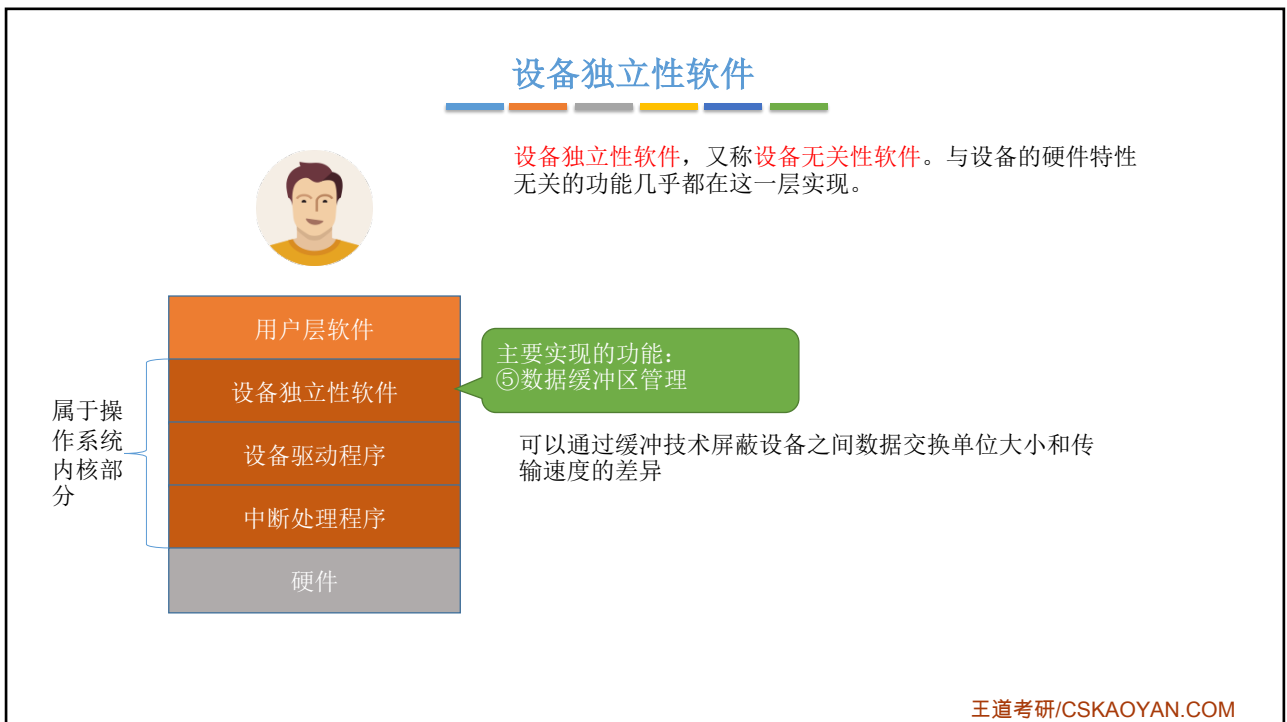 设备独立性软件
设备独立性软件，又称设备无关性软件。与设备的硬件特性
无关的功能几乎都在这一层实现。
用户层软件
设备独立性软件
设备驱动程序
中断处理程序
硬件
属于操
作系统
内核部
分
主要实现的功能：
⑤数据缓冲区管理
可以通过缓冲技术屏蔽设备之间数据交换单位大小和传
输速度的差异
王道考研/CSKAOYAN.COM